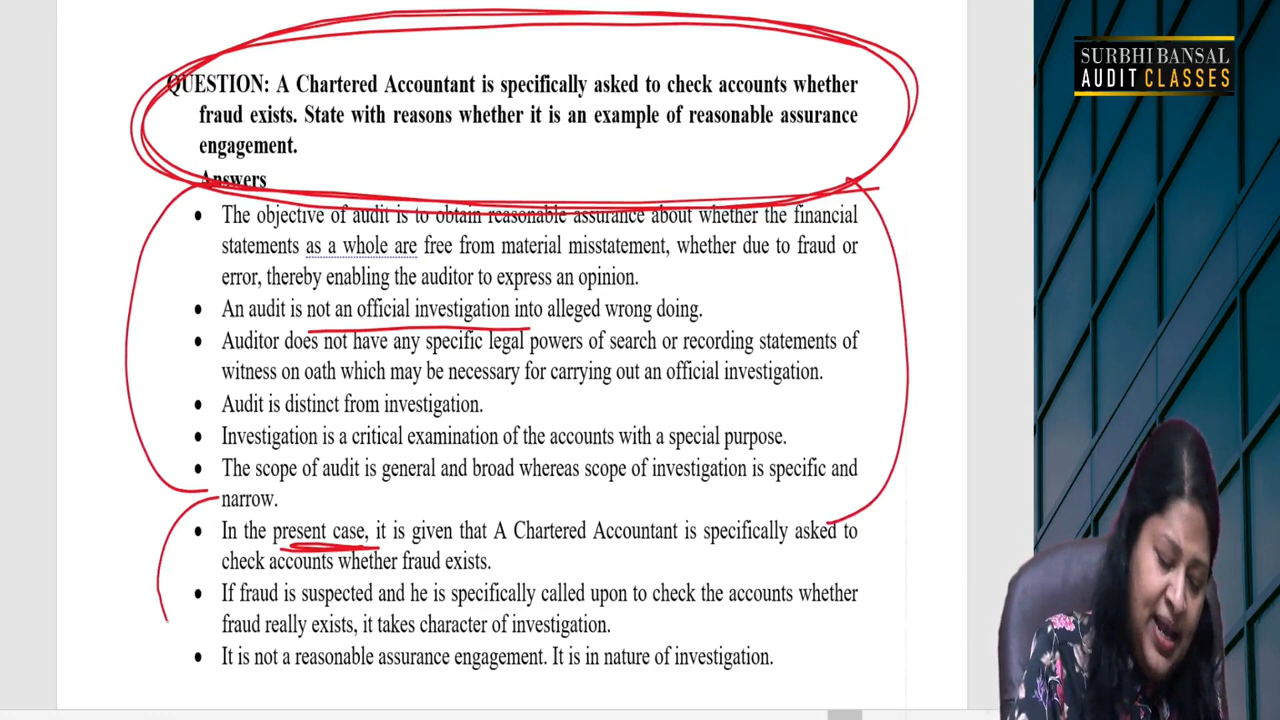 SURBHI BANSAL
AUDIT CLASSES
QUESTION: A Chartered Accountant is specifically asked to check accounts whether
fraud exists. State with reasons whether it is an example of reasonable assurance
engagement.
Answers
• The objective of audit is to obtain reasonable assurance about whether the financial
statements as a whole are free from material misstatement, whether due to fraud or
error, thereby enabling the auditor to express an opinion.
• An audit is not an official investigation into alleged wrong doing.
• Auditor does not have any specific legal powers of search or recording statements of
witness on oath which may be necessary for carrying out an official investigation.
• Audit is distinct from investigation.
• Investigation is a critical examination of the accounts with a special purpose.
• The scope of audit is general and broad whereas scope of investigation is specific and
narrow.
• In the present case, it is given that A Chartered Accountant is specifically asked to
check accounts whether fraud exists.
• If fraud is suspected and he is specifically called upon to check the accounts whether
fraud really exists, it takes character of investigation.
• It is not a reasonable assurance engagement. It is in nature of investigation.